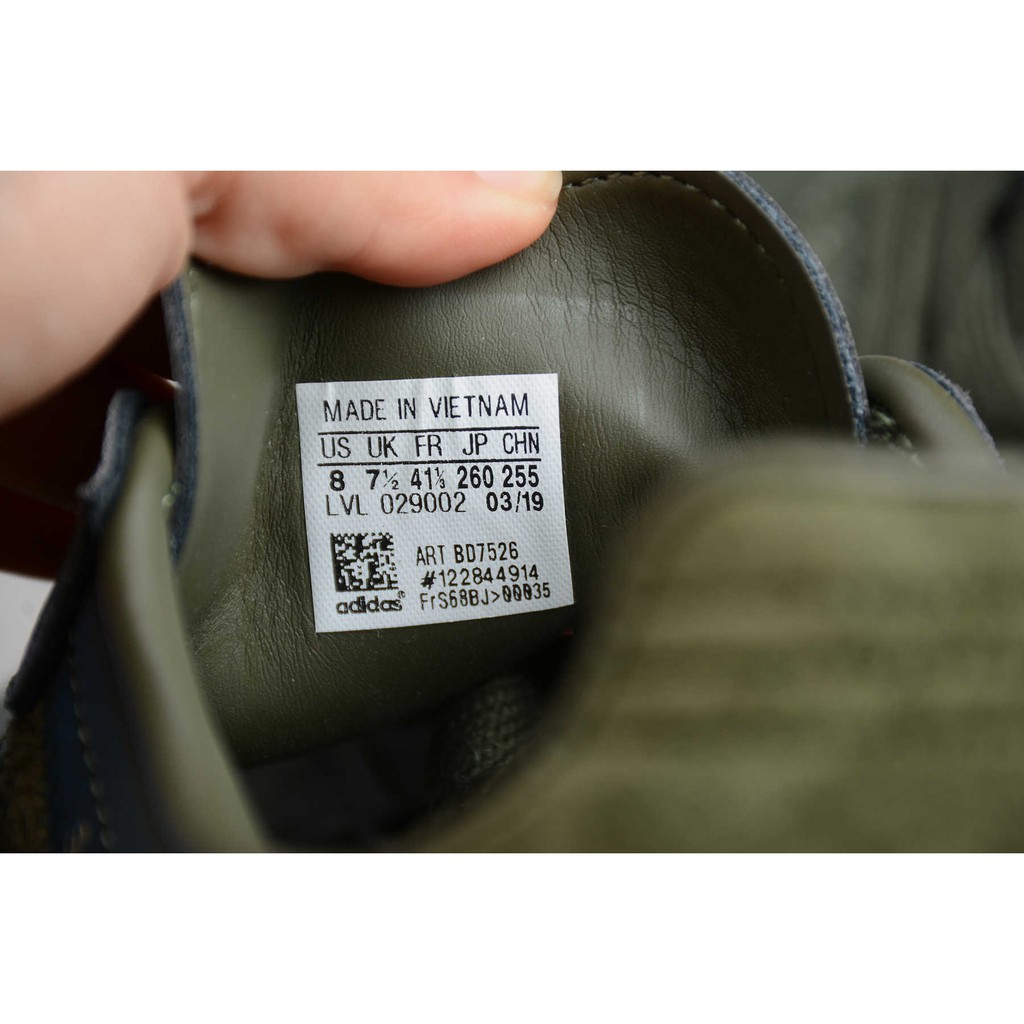 MADE IN VIETNAM
US UK FR JP CHN
8 7½ 41⅓ 260 255
LVL 029002 03/19
ART BD7526
#122844914
adidas® FrS68BJ>00035